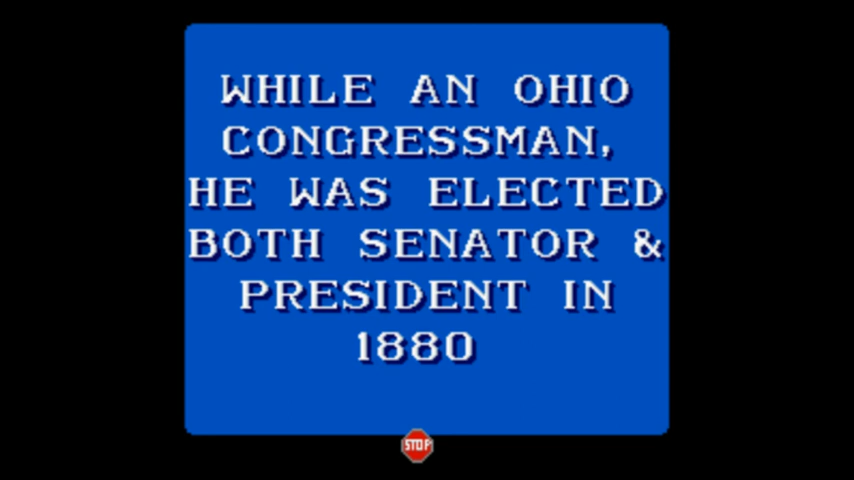 WHILE AN OHIO
CONGRESSMAN,
HE WAS ELECTED
BOTH SENATOR &
PRESIDENT IN
1880
STOP